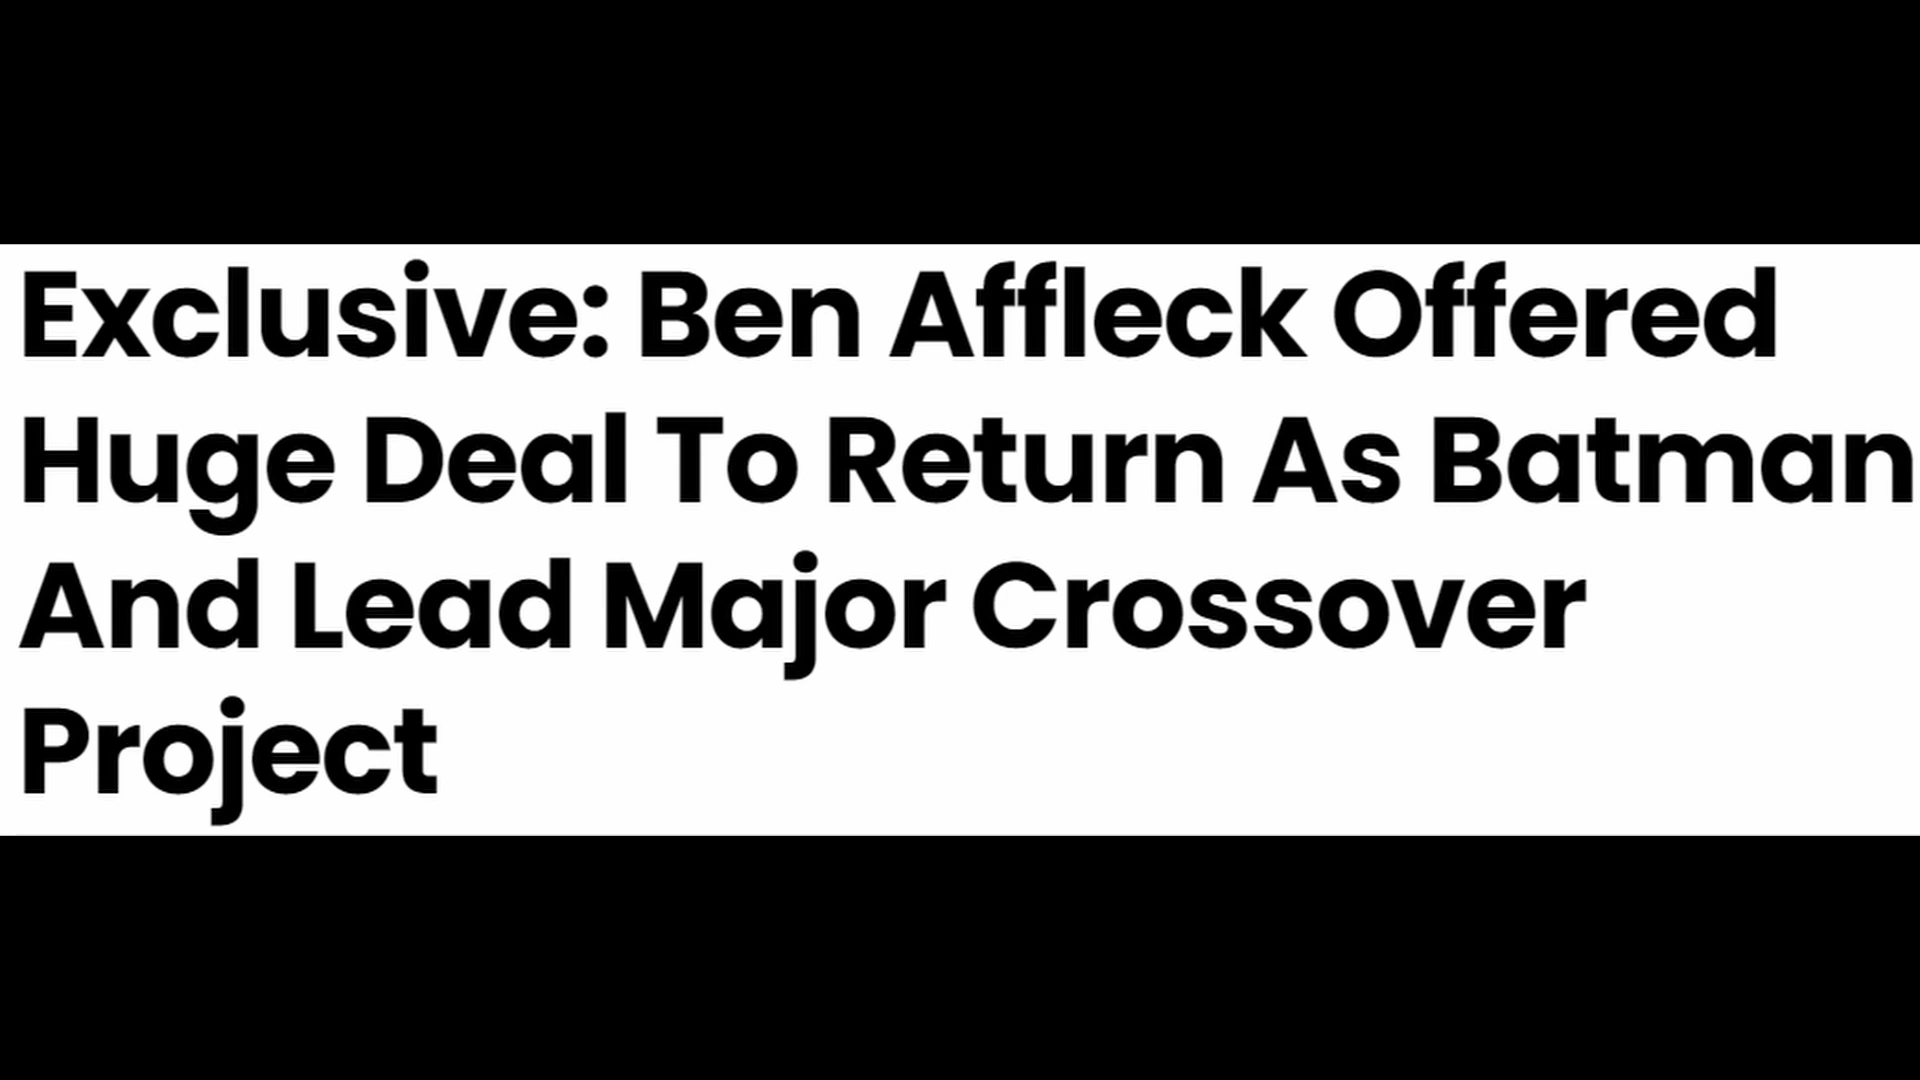 Exclusive: Ben Affleck Offered
Huge Deal To Return As Batman
And Lead Major Crossover
Project